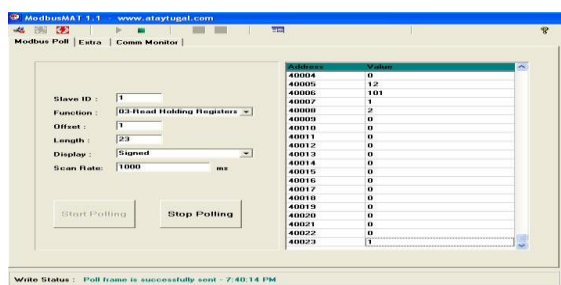 ModbusMAT 1.1 - www.ataytugal.com
Modbus Poll Extra Comm Monitor
Slave ID : 1
Function : 03-Read Holding Registers
Offset : 1
Length : 23
Display : Signed
Scan Rate: 1000 ms
Start Polling Stop Polling
Address Value
40004 0
40005 12
40006 101
40007 1
40008 2
40009 0
40010 0
40011 0
40012 0
40013 0
40014 0
40015 0
40016 0
40017 0
40018 0
40019 0
40020 0
40021 0
40022 0
40023 1
Write Status : Poll frame is successfully sent - 7:40:14 PM